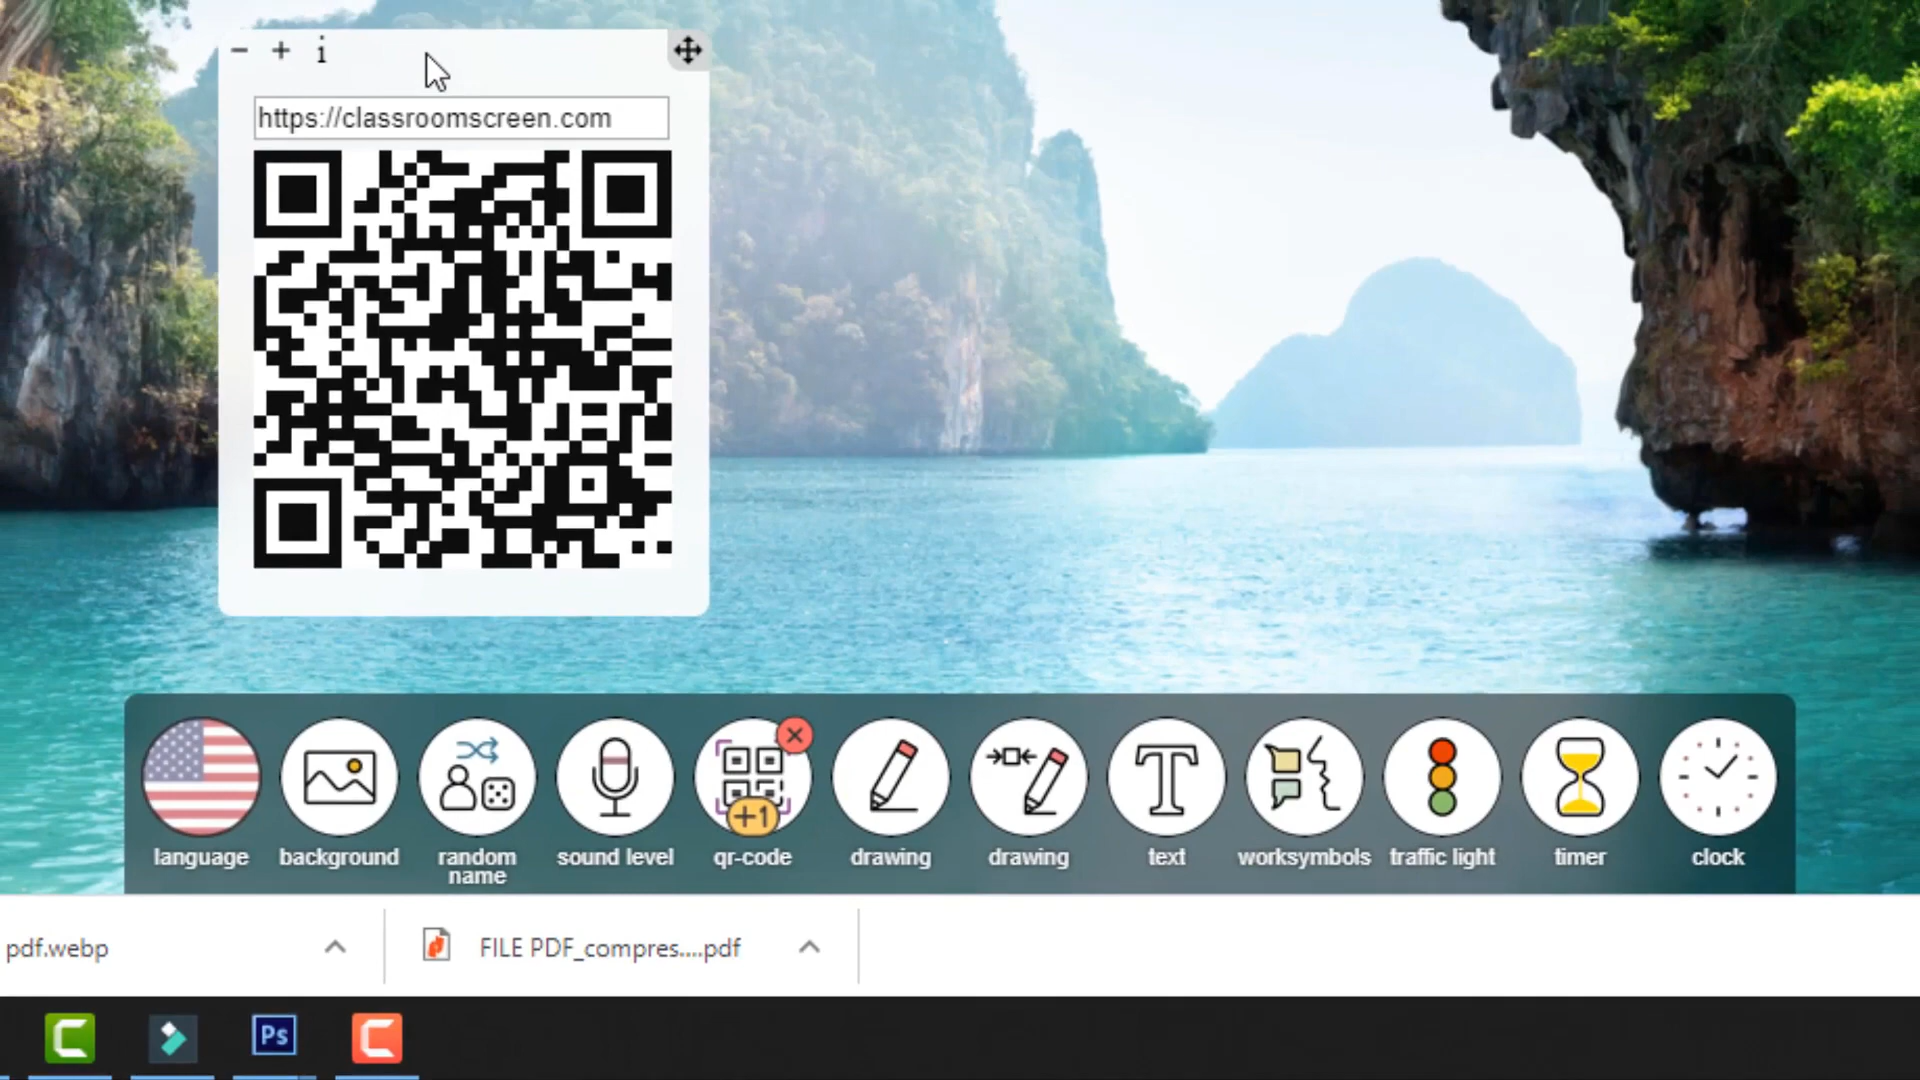 − + i
https://classroomscreen.com
+1
language background random name sound level qr-code drawing drawing text worksymbols traffic light timer clock
pdf.webp FILE PDF_compres....pdf
Ps